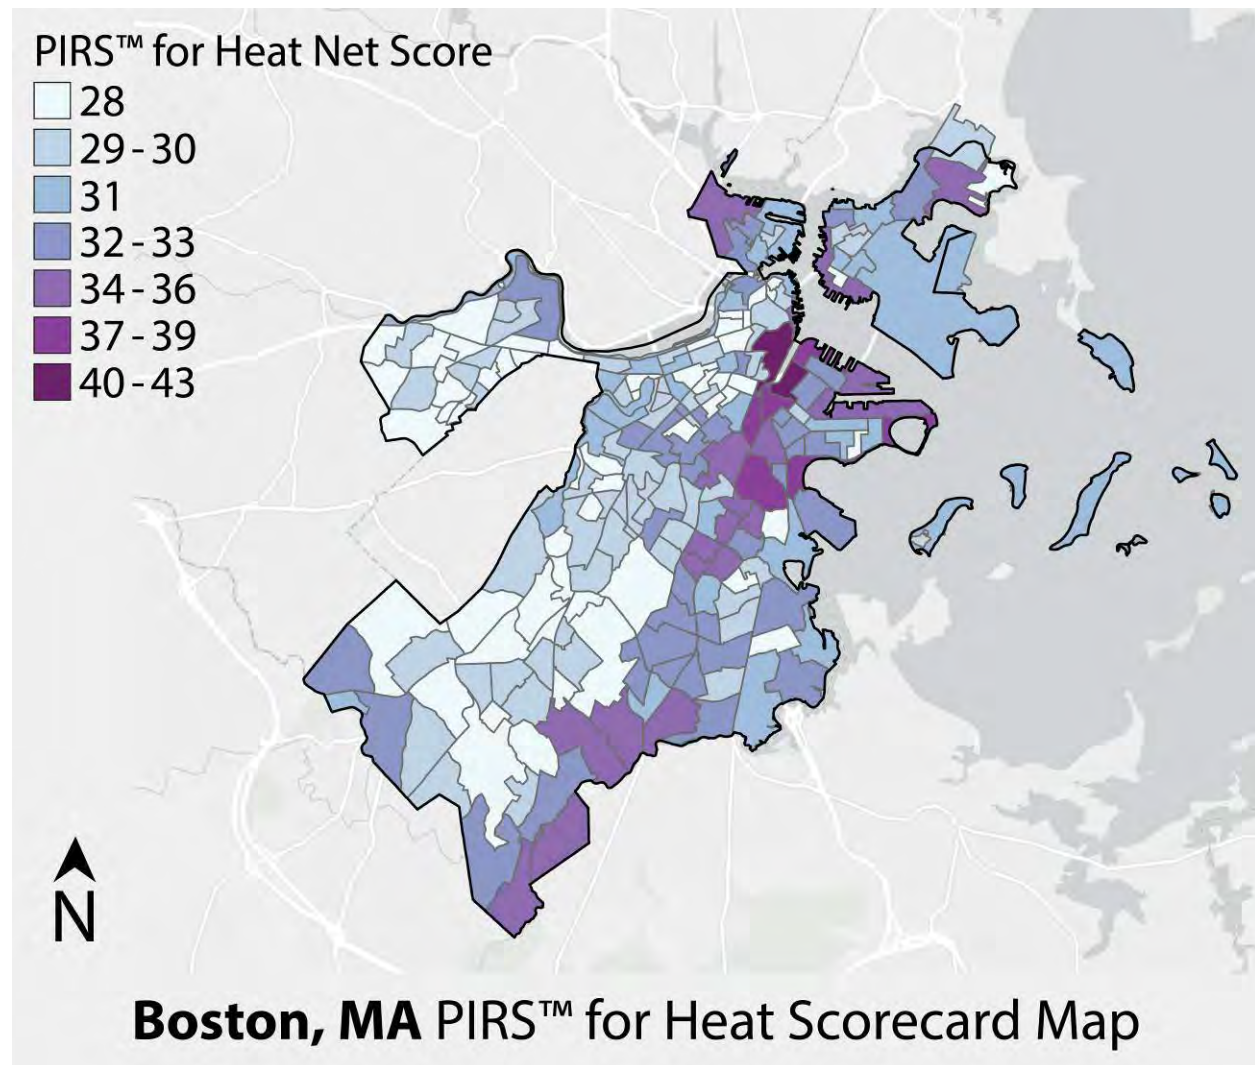 PIRS™ for Heat Net Score
28
29-30
31
32-33
34-36
37-39
40-43
N
Boston, MA PIRS™ for Heat Scorecard Map